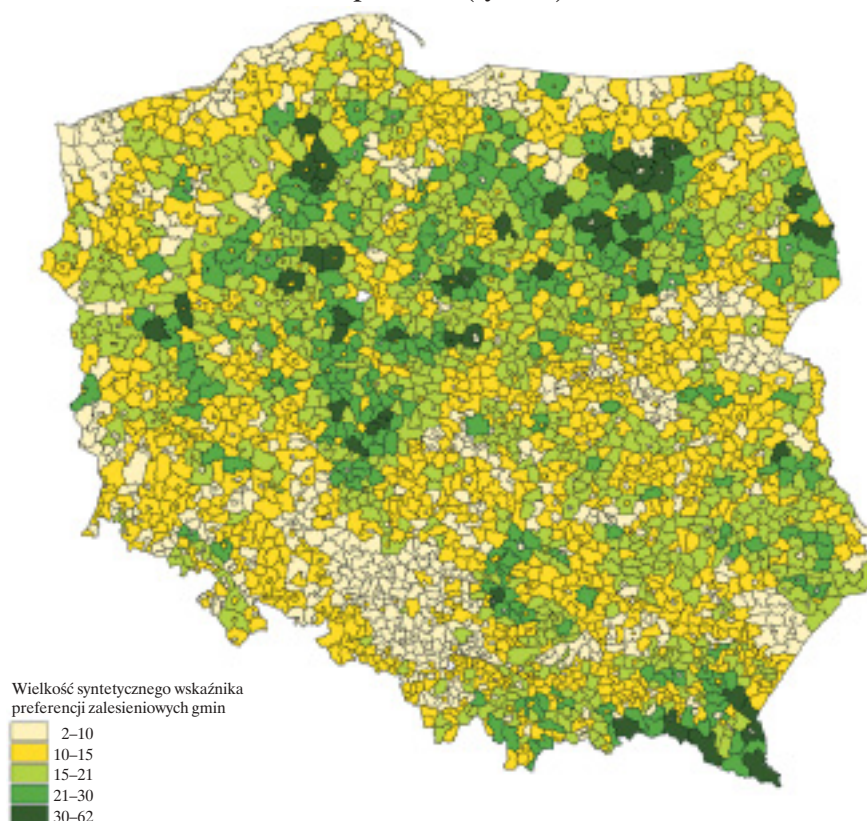 Wielkość syntetycznego wskaźnika
preferencji zalesieniowych gmin
2–10
10–15
15–21
21–30
30–62